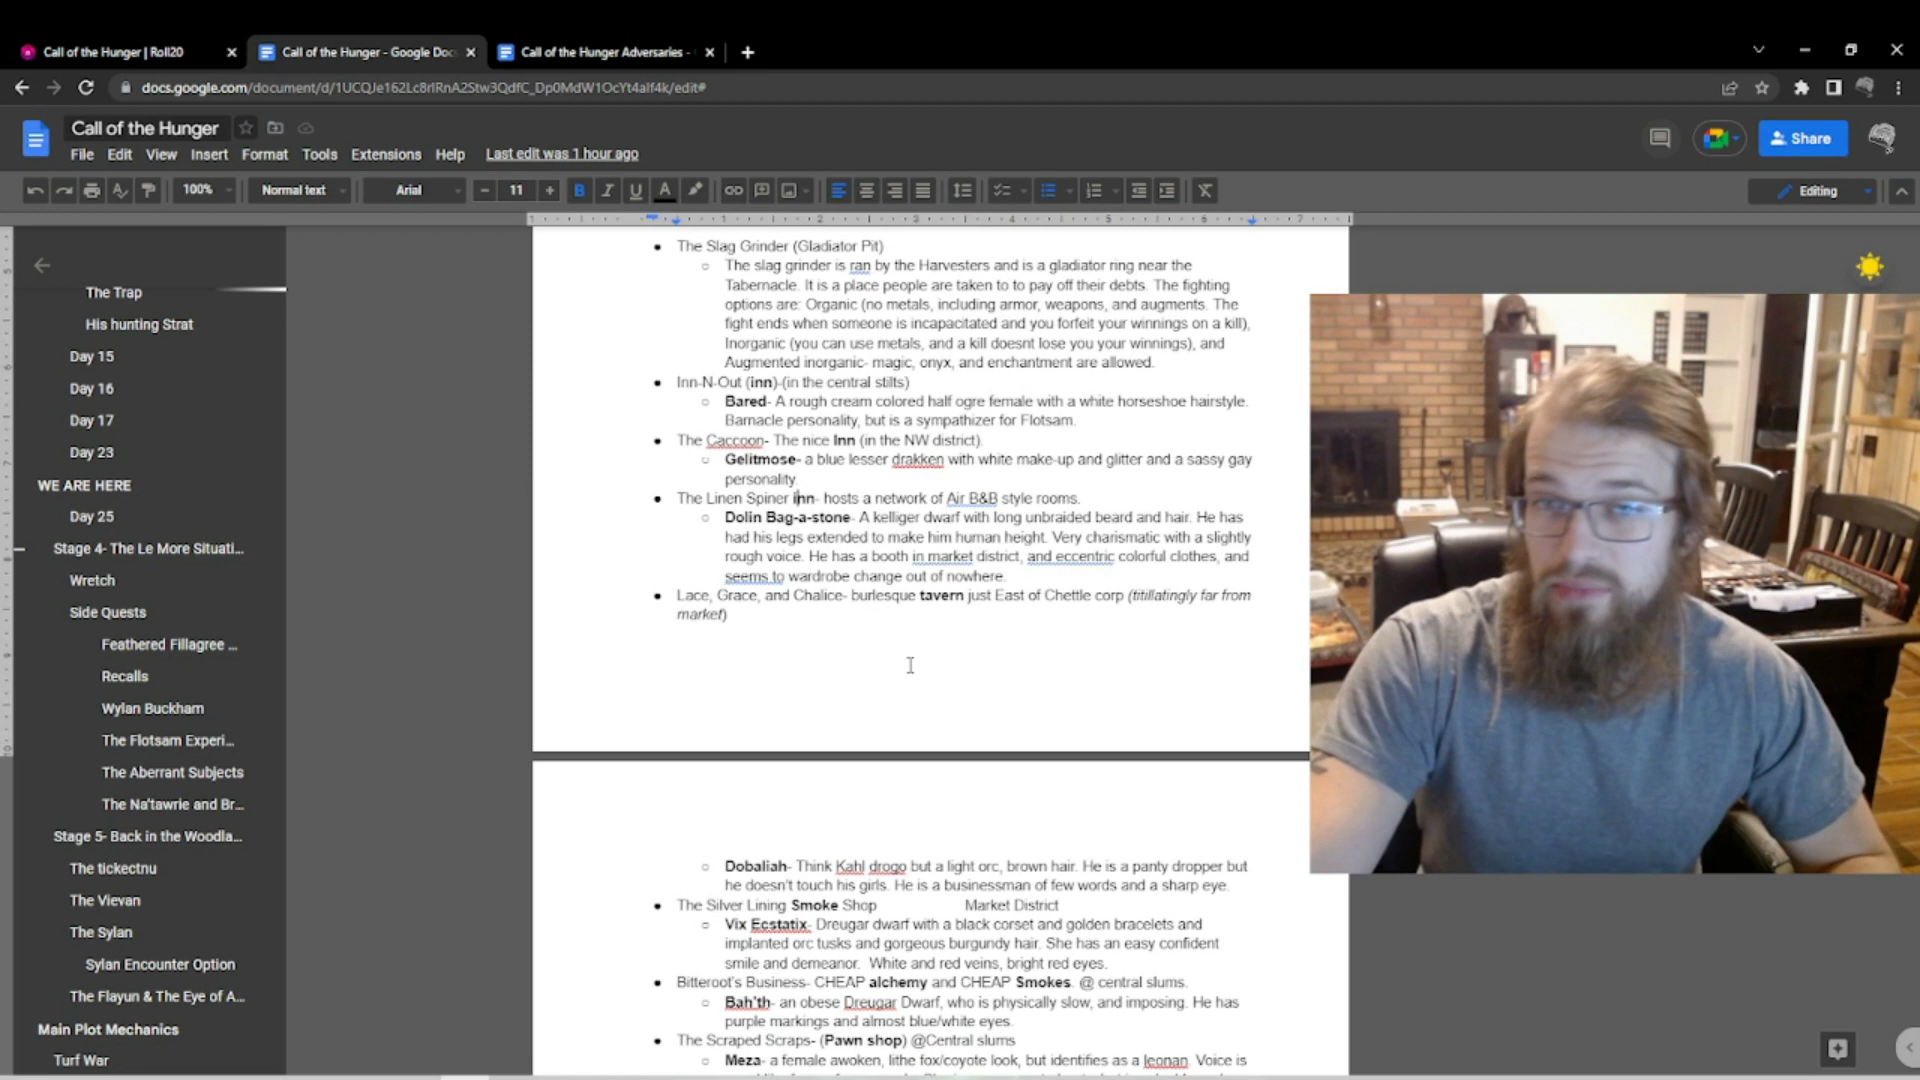 Call of the Hunger | Roll20
Call of the Hunger - Google Doc
Call of the Hunger Adversaries -
docs.google.com/document/d/1UCQJe162Lc8rIRnA2Stw3QdfC_Dp0MdW1OcYt4aIf4k/edit#
Call of the Hunger
File Edit View Insert Format Tools Extensions Help Last edit was 1 hour ago
Share
100% Normal text Arial 11 Editing
1 1 2 3 4 5 6 7
The Trap
His hunting Strat
Day 15
Day 16
Day 17
Day 23
WE ARE HERE
Day 25
Stage 4- The Le More Situati...
Wretch
Side Quests
Feathered Fillagree ...
Recalls
Wylan Buckham
The Flotsam Experi...
The Aberrant Subjects
The Na'tawrie and Br...
Stage 5- Back in the Woodla...
The tickectnu
The Vievan
The Sylan
Sylan Encounter Option
The Flayun & The Eye of A...
Main Plot Mechanics
Turf War
The Slag Grinder (Gladiator Pit)
The slag grinder is ran by the Harvesters and is a gladiator ring near the
Tabernacle. It is a place people are taken to to pay off their debts. The fighting
options are: Organic (no metals, including armor, weapons, and augments. The
fight ends when someone is incapacitated and you forfeit your winnings on a kill),
Inorganic (you can use metals, and a kill doesnt lose you your winnings), and
Augmented inorganic- magic, onyx, and enchantment are allowed.
Inn-N-Out (inn)-(in the central stilts)
Bared- A rough cream colored half ogre female with a white horseshoe hairstyle.
Barnacle personality, but is a sympathizer for Flotsam.
The Caccoon- The nice Inn (in the NW district).
Gelitmose- a blue lesser drakken with white make-up and glitter and a sassy gay
personality.
The Linen Spiner inn- hosts a network of Air B&B style rooms.
Dolin Bag-a-stone- A kelliger dwarf with long unbraided beard and hair. He has
had his legs extended to make him human height. Very charismatic with a slightly
rough voice. He has a booth in market district, and eccentric colorful clothes, and
seems to wardrobe change out of nowhere.
Lace, Grace, and Chalice- burlesque tavern just East of Chettle corp (titillatingly far from
market)
Dobaliah- Think Kahl drogo but a light orc, brown hair. He is a panty dropper but
he doesn't touch his girls. He is a businessman of few words and a sharp eye.
The Silver Lining Smoke Shop Market District
Vix Ecstatix- Dreugar dwarf with a black corset and golden bracelets and
implanted orc tusks and gorgeous burgundy hair. She has an easy confident
smile and demeanor. White and red veins, bright red eyes.
Bitteroot's Business- CHEAP alchemy and CHEAP Smokes. @ central slums.
Bah'th- an obese Dreugar Dwarf, who is physically slow, and imposing. He has
purple markings and almost blue/white eyes.
The Scraped Scraps- (Pawn shop) @Central slums
Meza- a female awoken, lithe fox/coyote look, but identifies as a leonan. Voice is